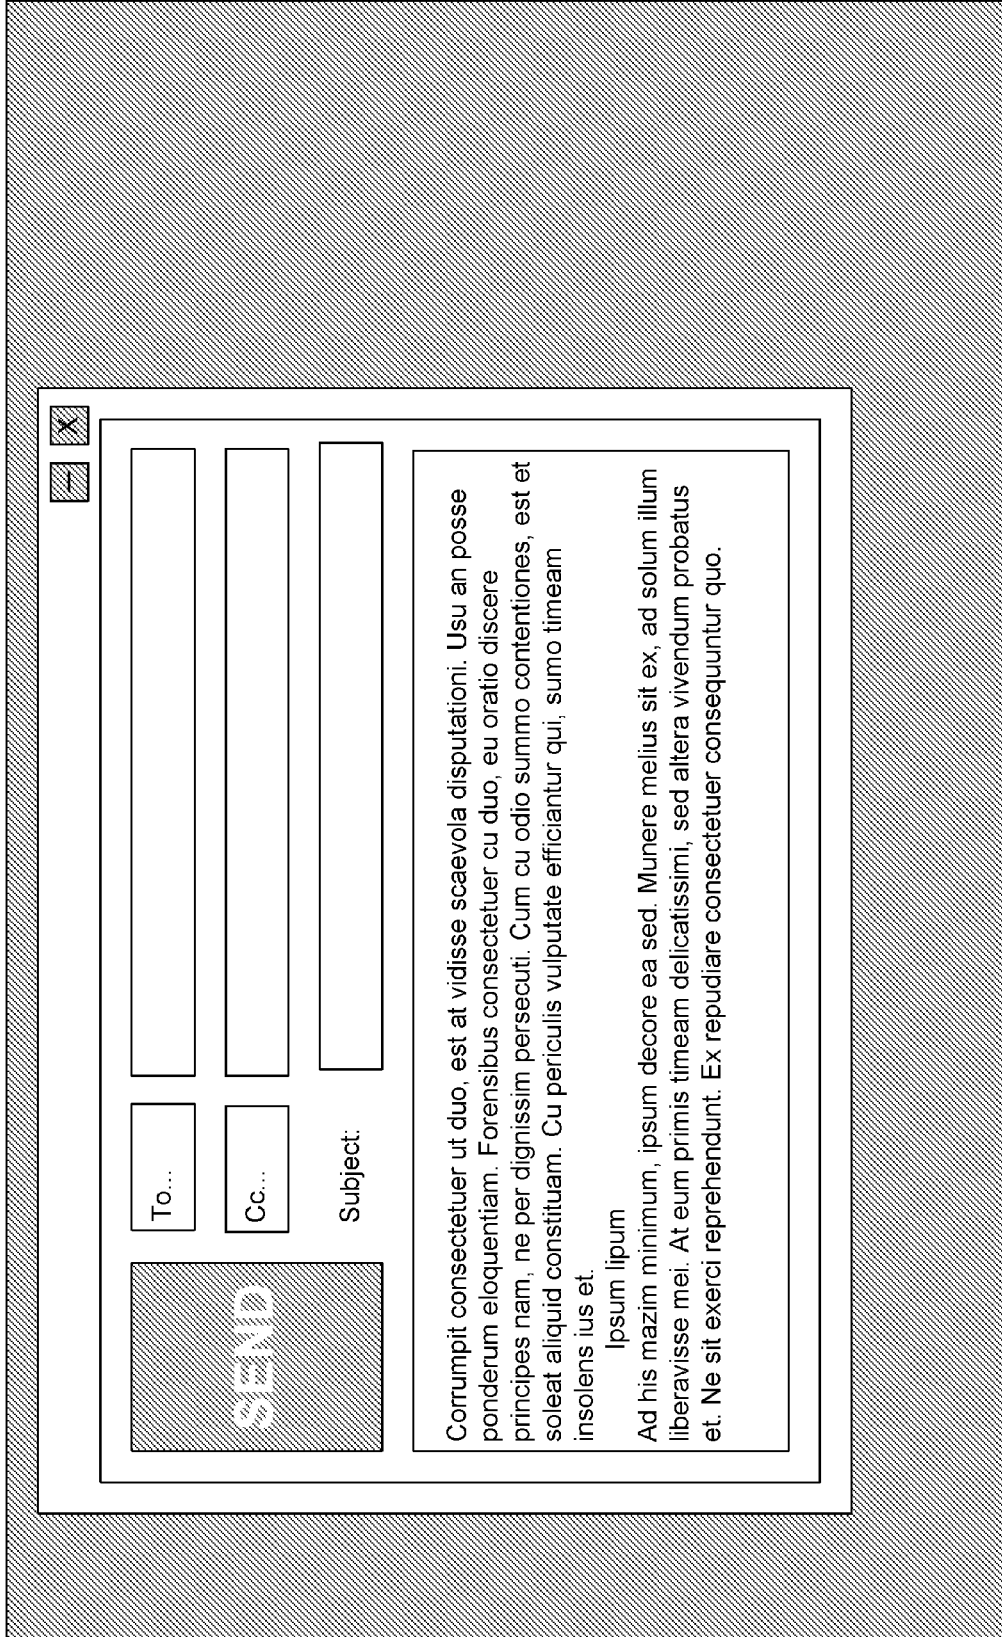 – X
SEND
To...
Cc...
Subject:
Corrumpit consectetuer ut duo, est at vidisse scaevola disputationi. Usu an posse
ponderum eloquentiam. Forensibus consectetuer cu duo, eu oratio discere
principes nam, ne per dignissim persecuti. Cum cu odio summo contentiones, est et
soleat aliquid constituam. Cu periculis vulputate efficiantur qui, sumo timeam
insolens ius et.
Ipsum lipum
Ad his mazim minimum, ipsum decore ea sed. Munere melius sit ex, ad solum illum
liberavisse mei. At eum primis timeam delicatissimi, sed altera vivendum probatus
et. Ne sit exerci reprehendunt. Ex repudiare consectetuer consequuntur quo.